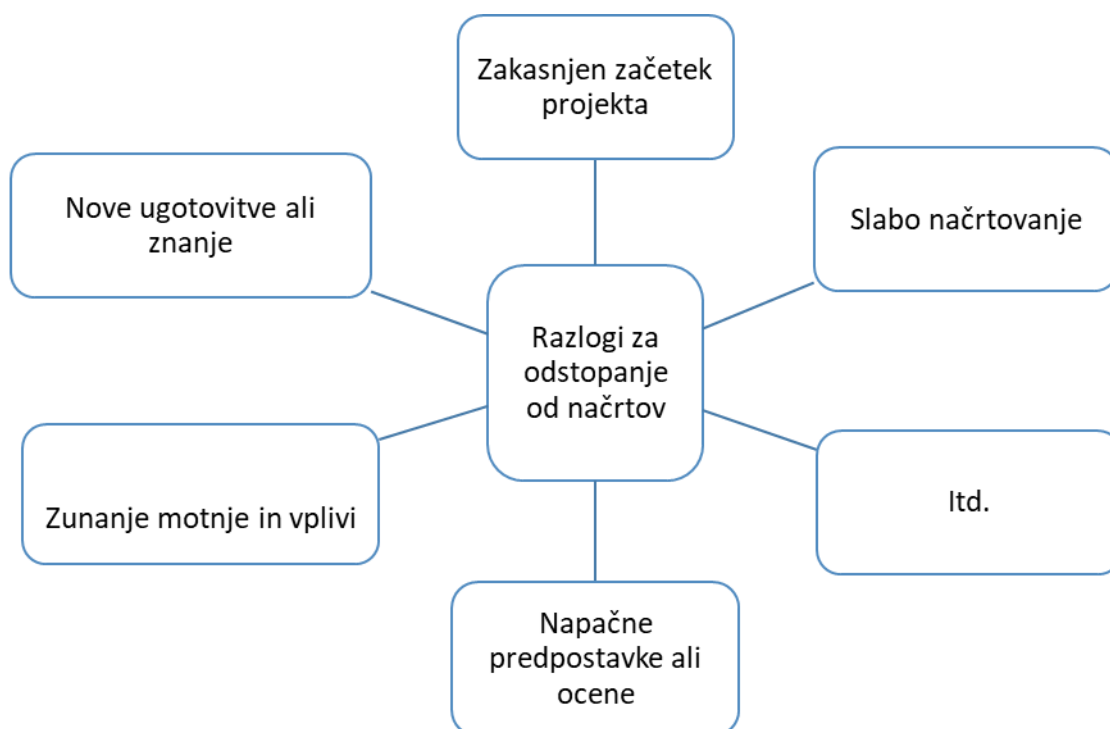 Zakasnjen začetek
projekta
Nove ugotovitve ali
znanje
Slabo načrtovanje
Razlogi za
odstopanje
od načrtov
Zunanje motnje in vplivi
Itd.
Napačne
predpostavke ali
ocene